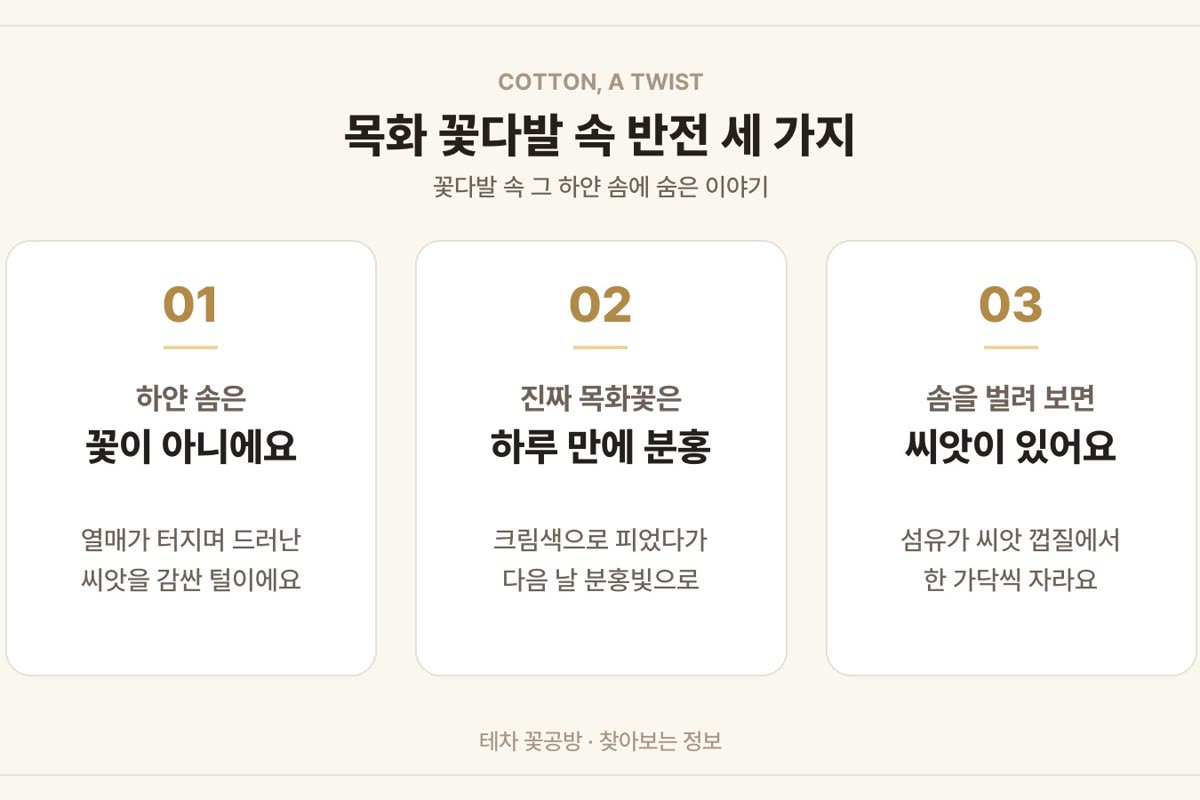 COTTON, A TWIST
목화 꽃다발 속 반전 세 가지
꽃다발 속 그 하얀 솜에 숨은 이야기
01
하얀 솜은
꽃이 아니에요
열매가 터지며 드러난
씨앗을 감싼 털이에요
02
진짜 목화꽃은
하루 만에 분홍
크림색으로 피었다가
다음 날 분홍빛으로
03
솜을 벌려 보면
씨앗이 있어요
섬유가 씨앗 껍질에서
한 가닥씩 자라요
테차 꽃공방 · 찾아보는 정보